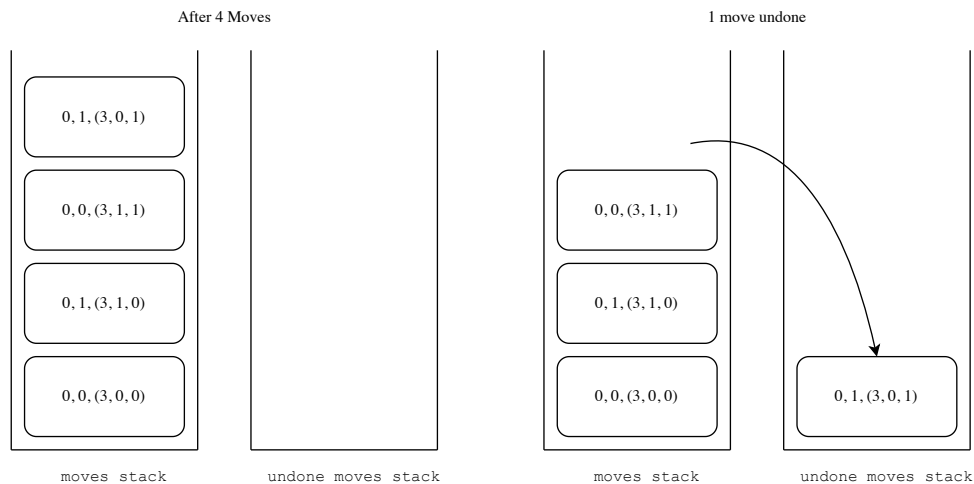 After 4 Moves
0, 1, (3, 0, 1)
0, 0, (3, 1, 1)
0, 1, (3, 1, 0)
0, 0, (3, 0, 0)
moves stack
undone moves stack
1 move undone
0, 0, (3, 1, 1)
0, 1, (3, 1, 0)
0, 0, (3, 0, 0)
moves stack
0, 1, (3, 0, 1)
undone moves stack